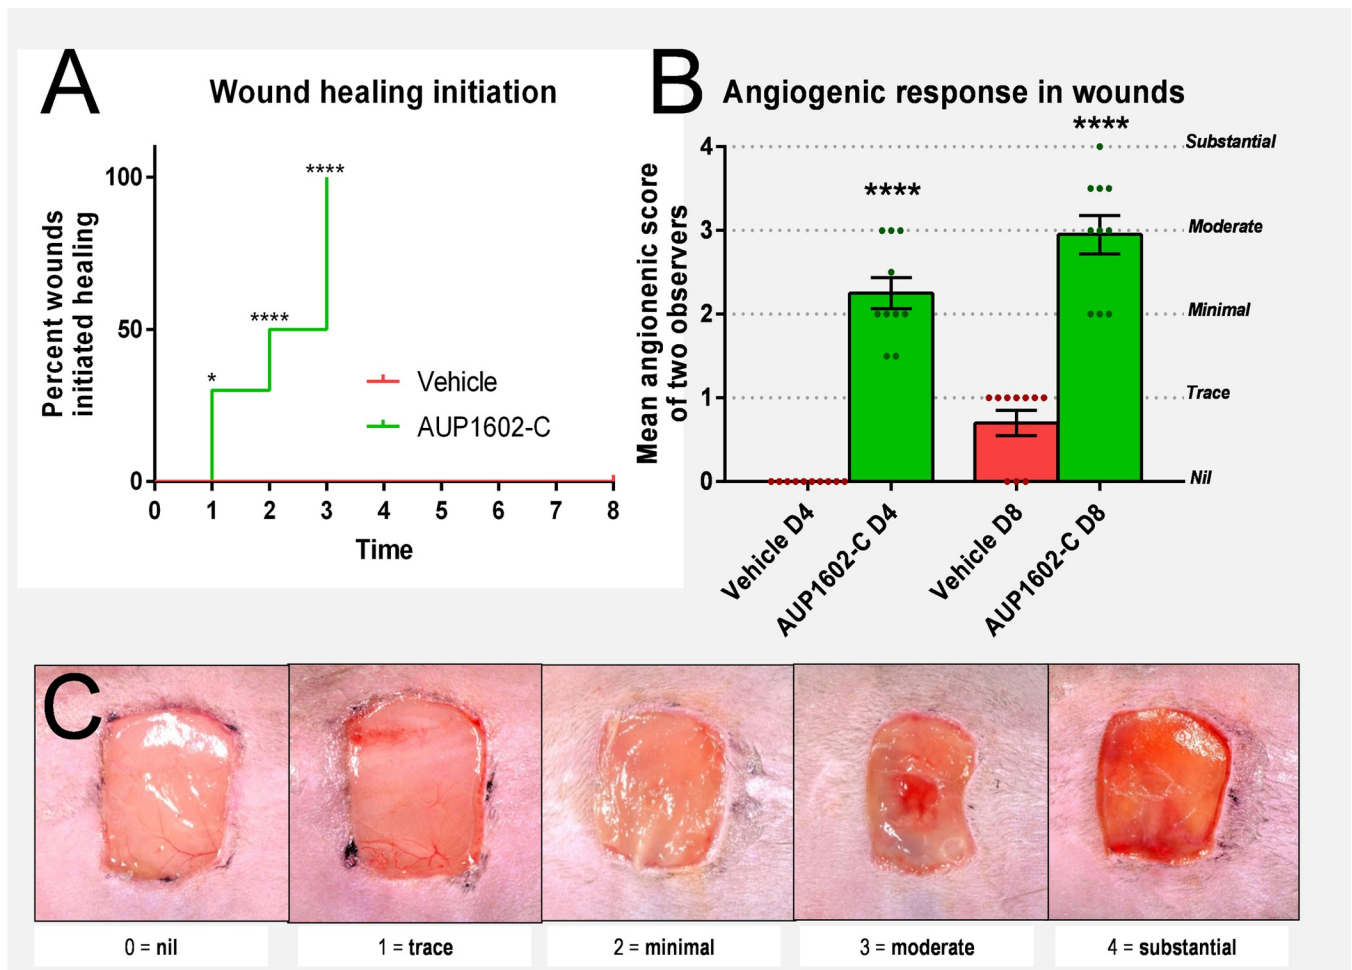 A
Wound healing initiation
Percent wounds
initiated healing
100
50
0
*
****
****
Vehicle
AUP1602-C
0 1 2 3 4 5 6 7 8
Time
B
Angiogenic response in wounds
Mean angionenic score
of two observers
4
3
2
1
0
****
****
Substantial
Moderate
Minimal
Trace
Nil
Vehicle D4
AUP1602-C D4
Vehicle D8
AUP1602-C D8
C
0 = nil
1 = trace
2 = minimal
3 = moderate
4 = substantial